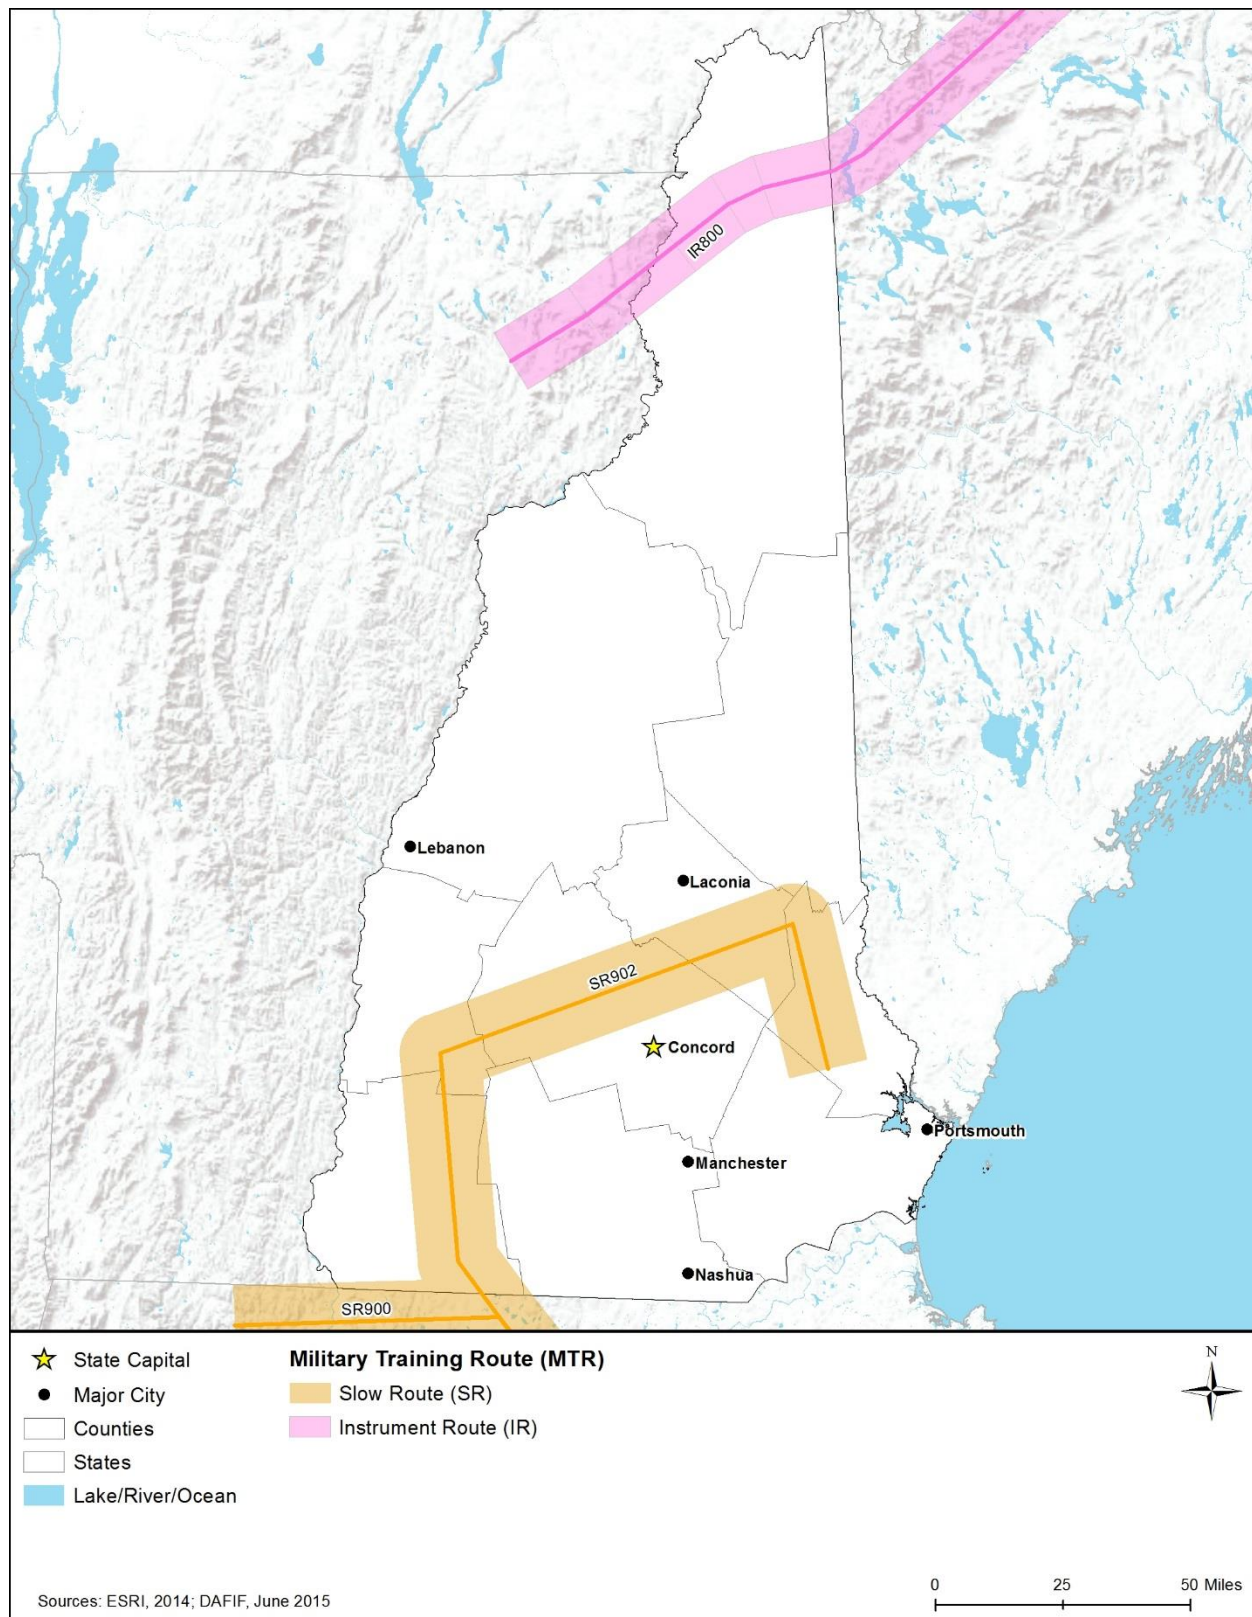 IR800
Lebanon
Laconia
SR902
Concord
Portsmouth
Manchester
Nashua
SR900
State Capital
Major City
Counties
States
Lake/River/Ocean
Military Training Route (MTR)
Slow Route (SR)
Instrument Route (IR)
N
Sources: ESRI, 2014; DAFIF, June 2015
0 25 50 Miles